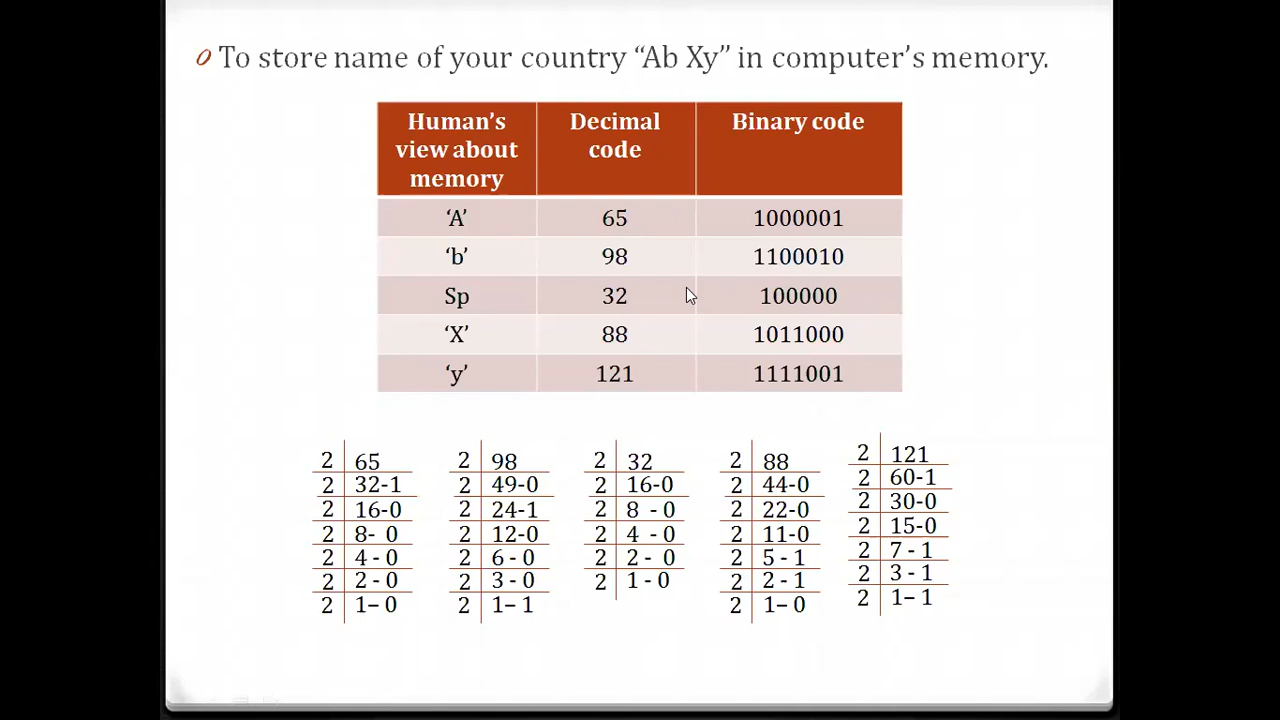 To store name of your country “Ab Xy” in computer’s memory.
Human’s view about memory Decimal code Binary code
‘A’ 65 1000001
‘b’ 98 1100010
Sp 32 100000
‘X’ 88 1011000
‘y’ 121 1111001
2 65 2 98 2 32 2 88 2 121
2 32-1 2 49-0 2 16-0 2 44-0 2 60-1
2 16-0 2 24-1 2 8 - 0 2 22-0 2 30-0
2 8- 0 2 12-0 2 4 - 0 2 11-0 2 15-0
2 4 - 0 2 6 - 0 2 2 - 0 2 5 - 1 2 7 - 1
2 2 - 0 2 3 - 0 2 1 - 0 2 2 - 1 2 3 - 1
2 1– 0 2 1– 1 2 1– 0 2 1– 1